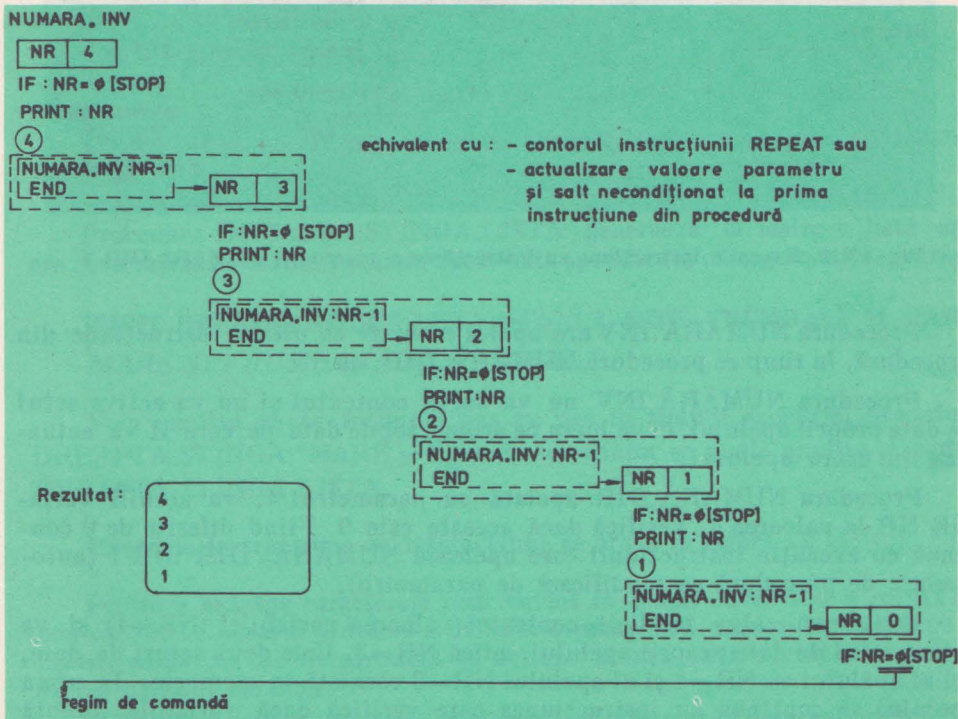 NUMARA. INV
NR 4
IF : NR= ø [STOP]
PRINT : NR
4
echivalent cu : - contorul instrucțiunii REPEAT sau
- actualizare valoare parametru
și salt necondiționat la prima
instrucțiune din procedură
NUMARA. INV :NR-1
END
NR 3
IF:NR=ø [STOP]
PRINT:NR
3
NUMARA. INV:NR-1
END
NR 2
IF:NR=ø[STOP]
PRINT:NR
2
NUMARA. INV: NR-1
END
NR 1
IF:NR=ø[STOP]
PRINT: NR
1
NUMARA. INV: NR-1
END
NR 0
IF:NR=ø[STOP]
Rezultat :
4
3
2
1
regim de comandă